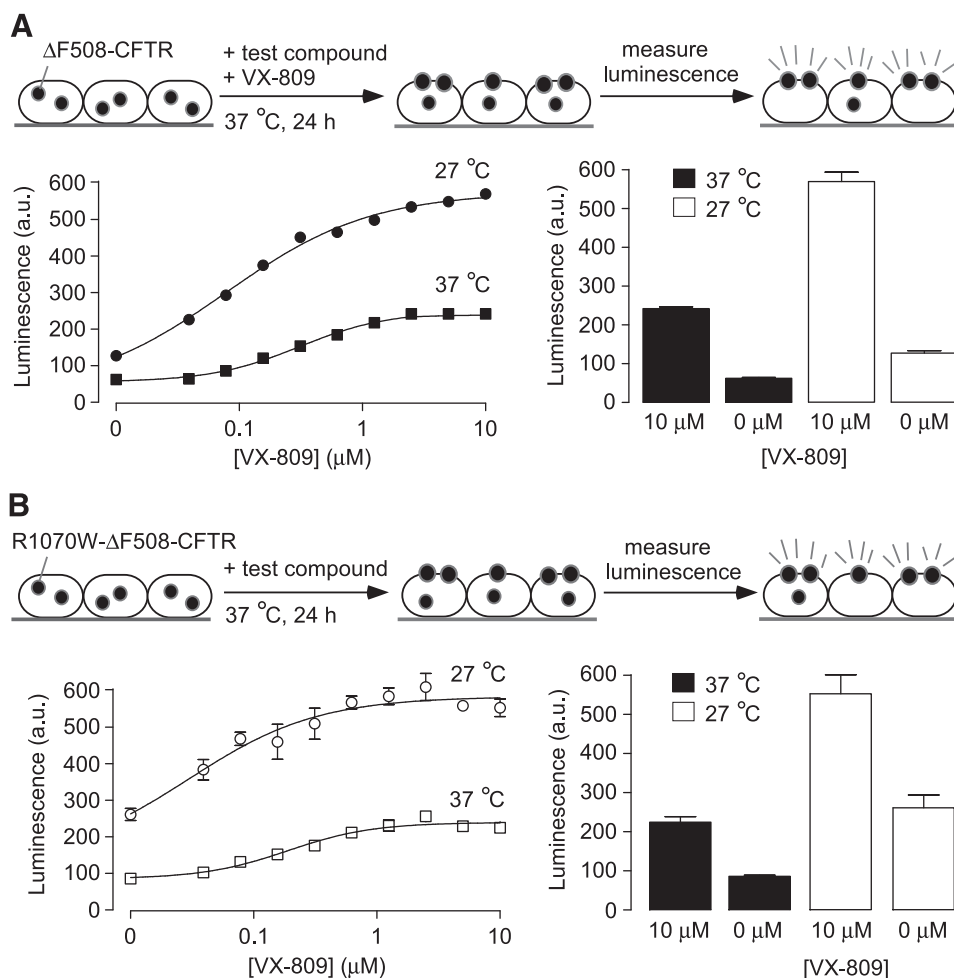 A
ΔF508-CFTR
+ test compound
+ VX-809
37 °C, 24 h
measure
luminescence
Luminescence (a.u.)
600
500
400
300
200
100
0
27 °C
37 °C
0
0.1
1
10
[VX-809] (μM)
Luminescence (a.u.)
600
500
400
300
200
100
0
37 °C
27 °C
10 μM
0 μM
10 μM
0 μM
[VX-809]
B
R1070W-ΔF508-CFTR
+ test compound
37 °C, 24 h
measure
luminescence
Luminescence (a.u.)
600
500
400
300
200
100
0
27 °C
37 °C
0
0.1
1
10
[VX-809] (μM)
Luminescence (a.u.)
600
500
400
300
200
100
0
37 °C
27 °C
10 μM
0 μM
10 μM
0 μM
[VX-809]